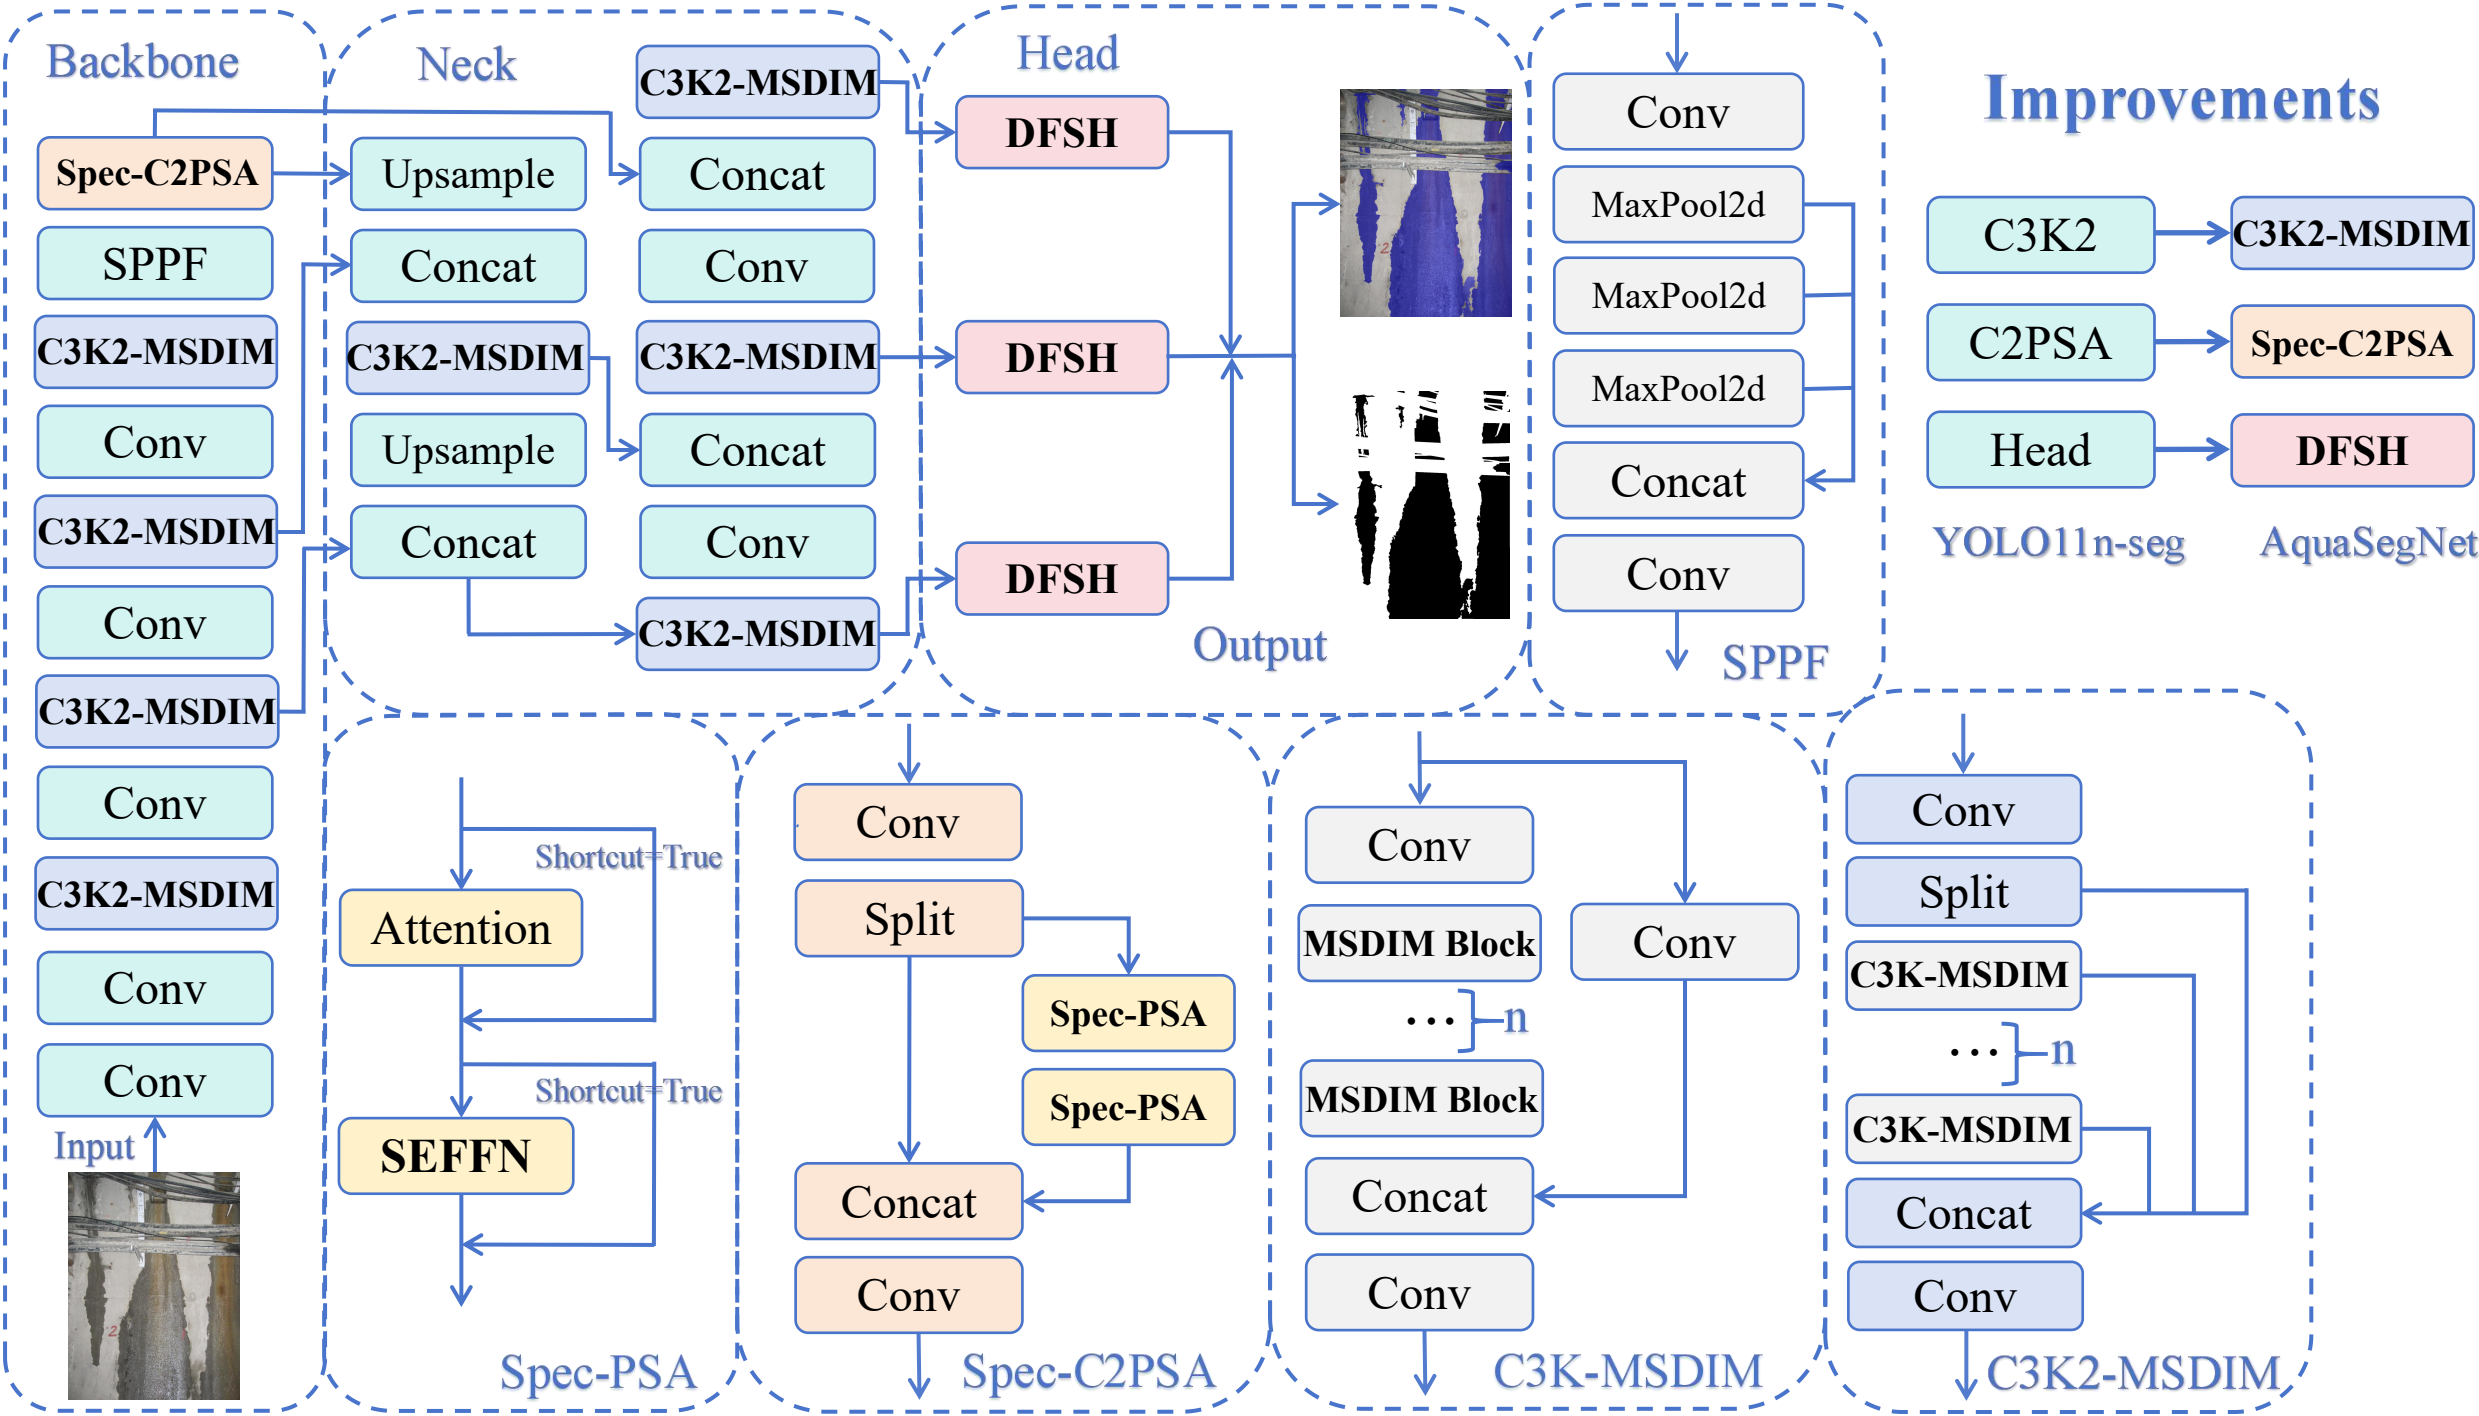 Backbone
Spec-C2PSA
SPPF
C3K2-MSDIM
Conv
C3K2-MSDIM
Conv
C3K2-MSDIM
Conv
C3K2-MSDIM
Conv
Conv
Input
Neck
Upsample
Concat
C3K2-MSDIM
Upsample
Concat
C3K2-MSDIM
Concat
Conv
C3K2-MSDIM
Concat
Conv
C3K2-MSDIM
Head
DFSH
DFSH
DFSH
Output
Conv
MaxPool2d
MaxPool2d
MaxPool2d
Concat
Conv
SPPF
Improvements
C3K2
C3K2-MSDIM
C2PSA
Spec-C2PSA
Head
DFSH
YOLO11n-seg
AquaSegNet
Shortcut=True
Attention
Shortcut=True
SEFFN
Spec-PSA
Conv
Split
Spec-PSA
Spec-PSA
Concat
Conv
Spec-C2PSA
Conv
MSDIM Block
Conv
... n
MSDIM Block
Concat
Conv
C3K-MSDIM
Conv
Split
C3K-MSDIM
... n
C3K-MSDIM
Concat
Conv
C3K2-MSDIM